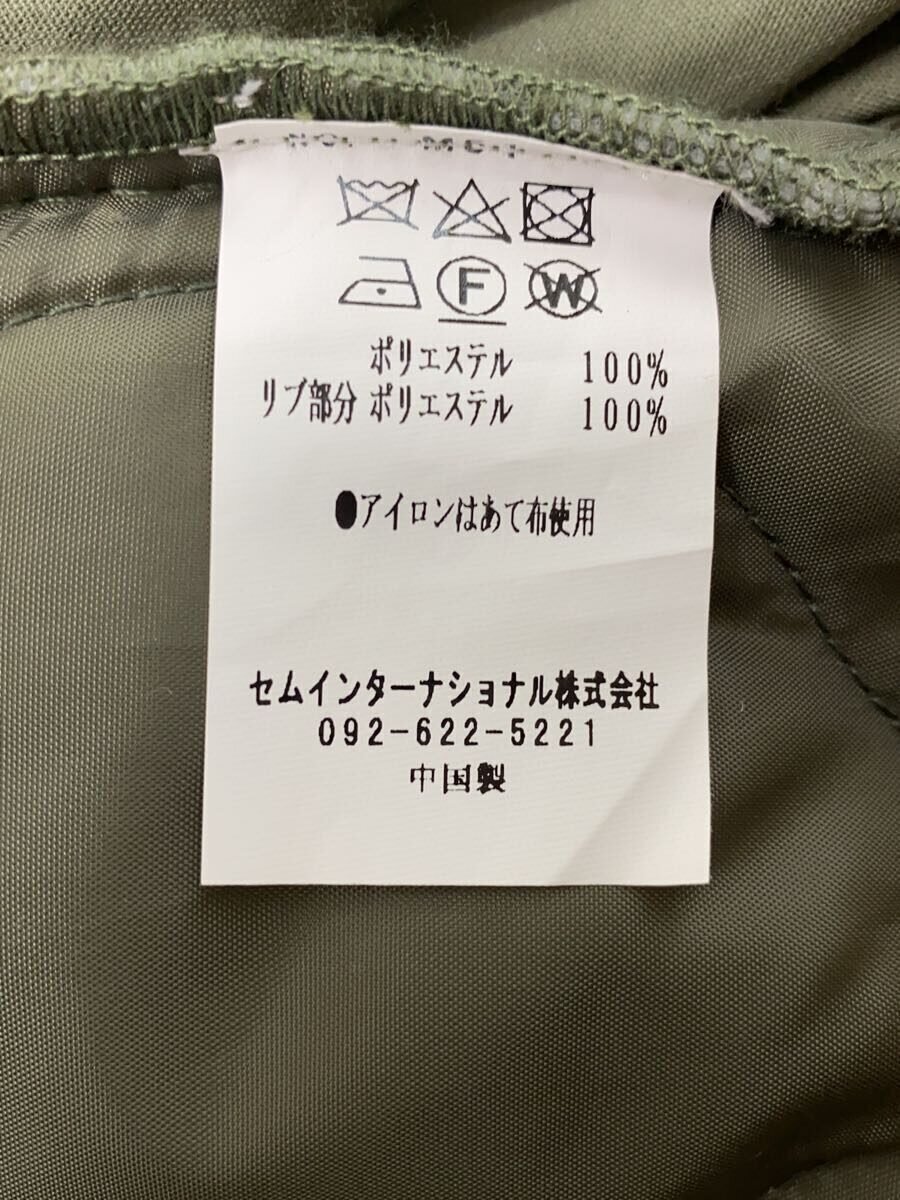 F W
ポリエステル 100%
リブ部分 ポリエステル 100%
●アイロンはあて布使用
セムインターナショナル株式会社
092-622-5221
中国製